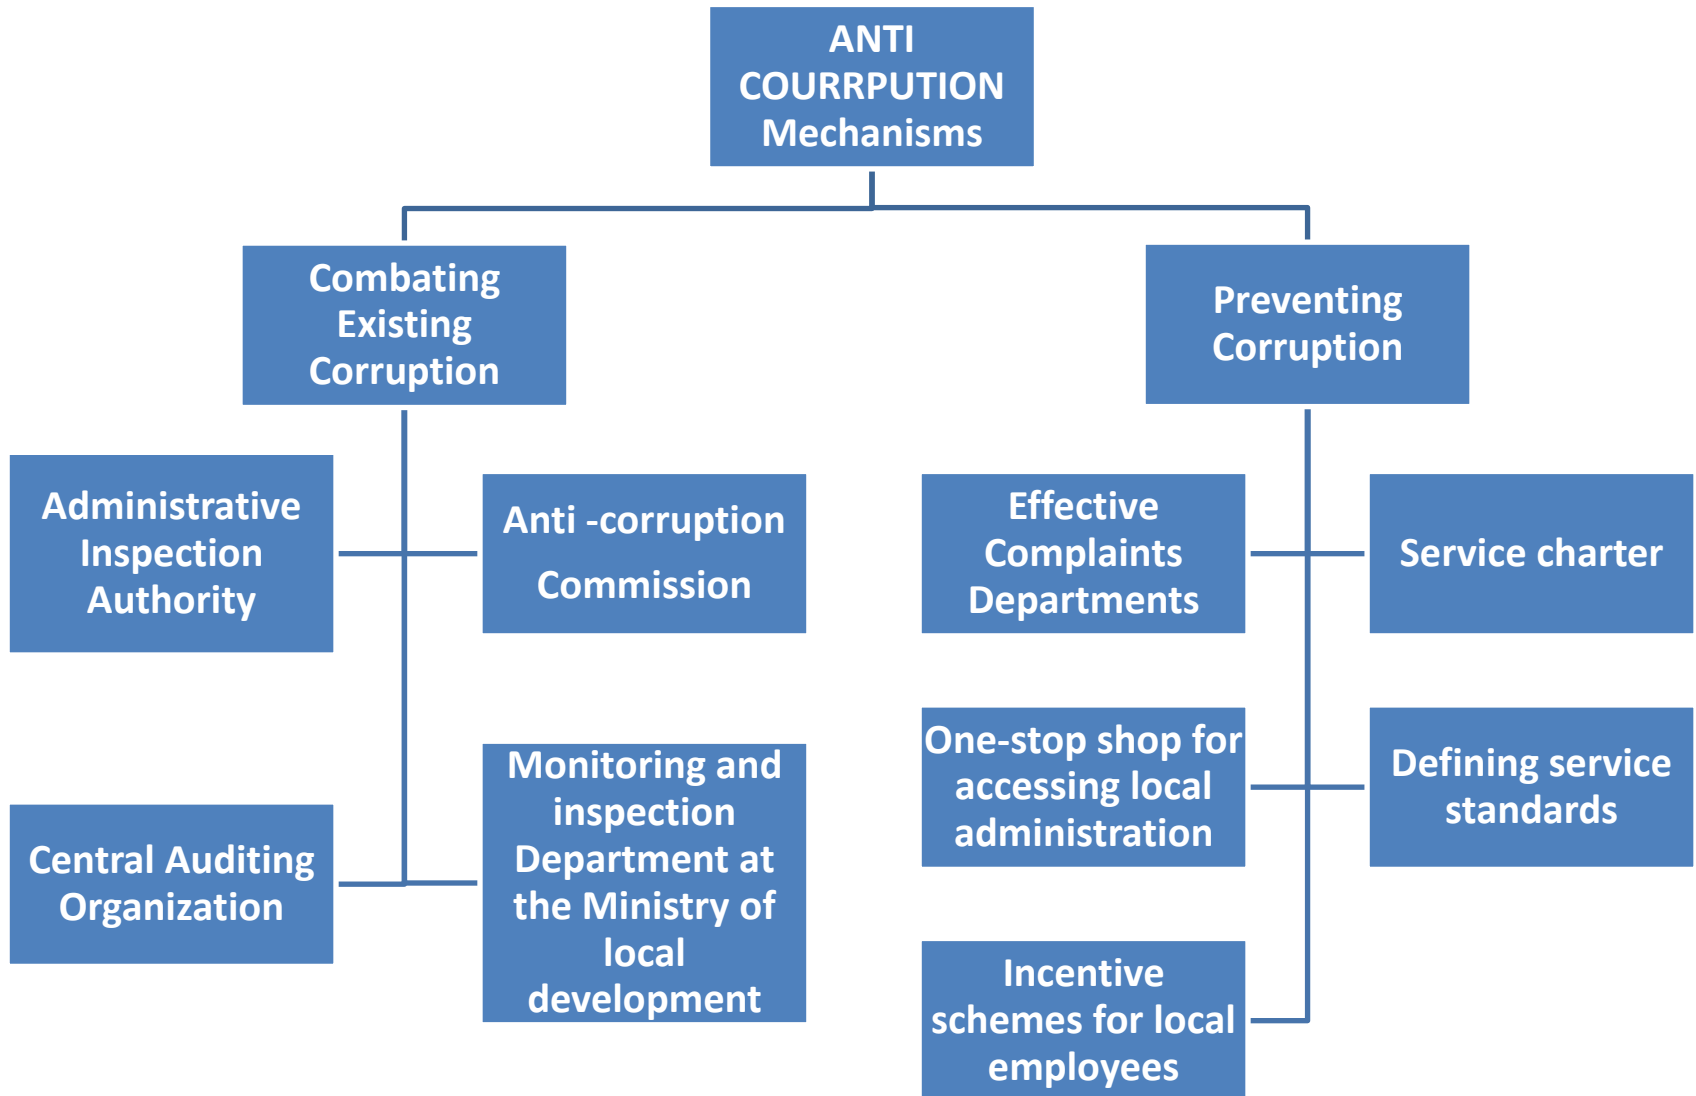 ANTI
COURRPUTION
Mechanisms
Combating
Existing
Corruption
Preventing
Corruption
Administrative
Inspection
Authority
Anti -corruption
Commission
Effective
Complaints
Departments
Service charter
Central Auditing
Organization
Monitoring and
inspection
Department at
the Ministry of
local
development
One-stop shop for
accessing local
administration
Defining service
standards
Incentive
schemes for local
employees